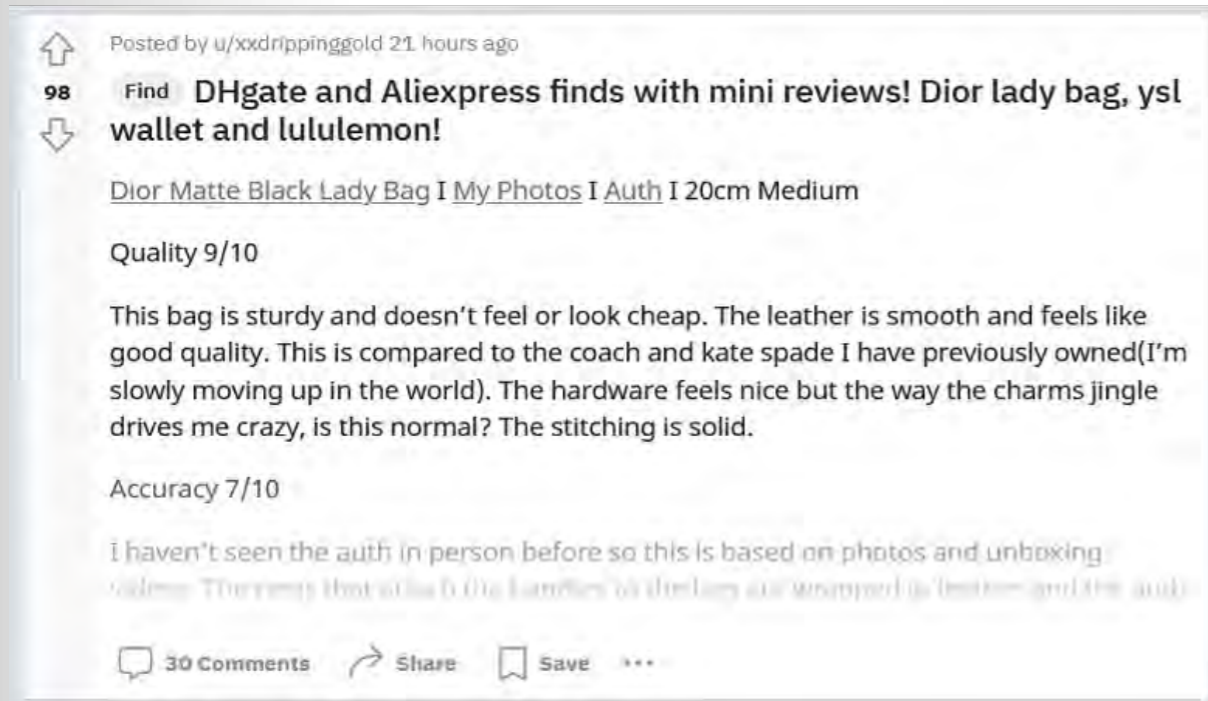 Posted by u/xxdrippinggold 21 hours ago
98
Find DHgate and Aliexpress finds with mini reviews! Dior lady bag, ysl
wallet and lululemon!
Dior Matte Black Lady Bag I My Photos I Auth I 20cm Medium
Quality 9/10
This bag is sturdy and doesn't feel or look cheap. The leather is smooth and feels like
good quality. This is compared to the coach and kate spade I have previously owned(I'm
slowly moving up in the world). The hardware feels nice but the way the charms jingle
drives me crazy, is this normal? The stitching is solid.
Accuracy 7/10
I haven't seen the auth in person before so this is based on photos and unboxing
30 Comments Share Save